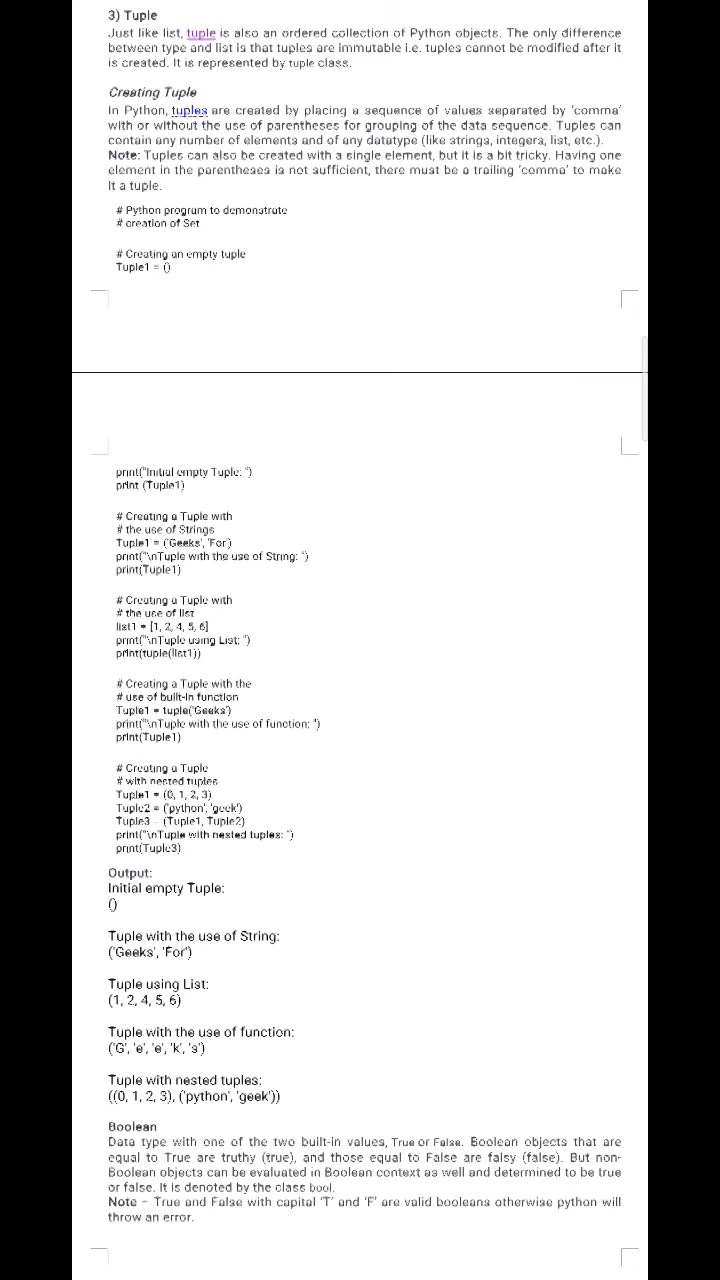 3) Tuple
Just like list, tuple is also an ordered collection of Python objects. The only difference
between type and list is that tuples are immutable i.e. tuples cannot be modified after it
is created. It is represented by tuple class.
Creating Tuple
In Python, tuples are created by placing a sequence of values separated by ‘comma’
with or without the use of parentheses for grouping of the data sequence. Tuples can
contain any number of elements and of any datatype (like strings, integers, list, etc.).
Note: Tuples can also be created with a single element, but it is a bit tricky. Having one
element in the parentheses is not sufficient, there must be a trailing ‘comma’ to make
it a tuple.
# Python program to demonstrate
# creation of Set
# Creating an empty tuple
Tuple1 = ()
print("Initial empty Tuple: ")
print (Tuple1)
# Creating a Tuple with
# the use of Strings
Tuple1 = ('Geeks', 'For')
print("\nTuple with the use of String: ")
print(Tuple1)
# Creating a Tuple with
# the use of list
list1 = [1, 2, 4, 5, 6]
print("\nTuple using List: ")
print(tuple(list1))
# Creating a Tuple with the
# use of built-in function
Tuple1 = tuple('Geeks')
print("\nTuple with the use of function: ")
print(Tuple1)
# Creating a Tuple
# with nested tuples
Tuple1 = (0, 1, 2, 3)
Tuple2 = ('python', 'geek')
Tuple3 = (Tuple1, Tuple2)
print("\nTuple with nested tuples: ")
print(Tuple3)
Output:
Initial empty Tuple:
()
Tuple with the use of String:
('Geeks', 'For')
Tuple using List:
(1, 2, 4, 5, 6)
Tuple with the use of function:
('G', 'e', 'e', 'k', 's')
Tuple with nested tuples:
((0, 1, 2, 3), ('python', 'geek'))
Boolean
Data type with one of the two built-in values, True or False. Boolean objects that are
equal to True are truthy (true), and those equal to False are falsy (false). But non-
Boolean objects can be evaluated in Boolean context as well and determined to be true
or false. It is denoted by the class bool.
Note – True and False with capital ‘T’ and ‘F’ are valid booleans otherwise python will
throw an error.